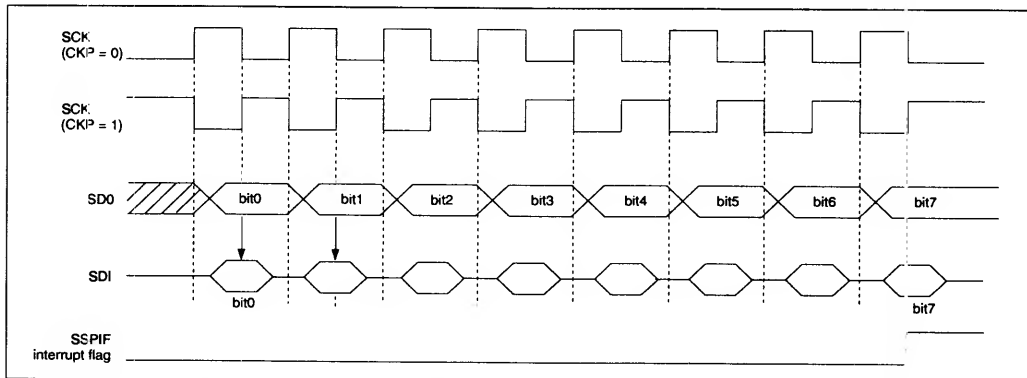 SCK
(CKP = 0)
SCK
(CKP = 1)
SD0
bit0
bit1
bit2
bit3
bit4
bit5
bit6
bit7
SDI
bit0
bit7
SSPIF
interrupt flag